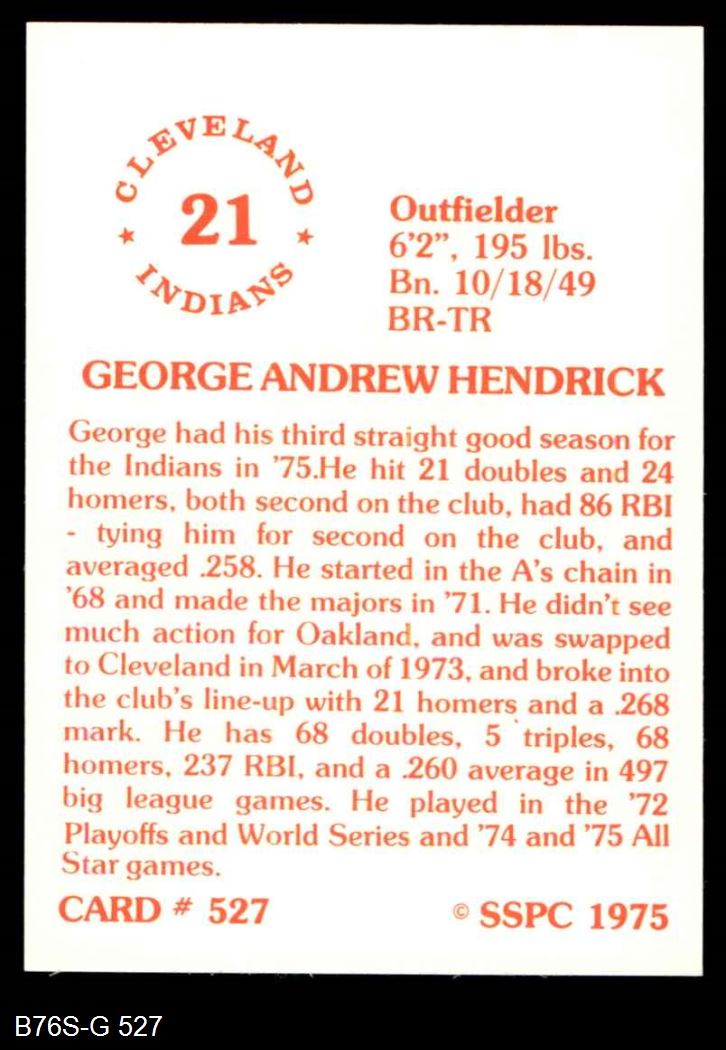 CLEVELAND
21
INDIANS
Outfielder
6'2", 195 lbs.
Bn. 10/18/49
BR-TR
GEORGE ANDREW HENDRICK
George had his third straight good season for
the Indians in '75.He hit 21 doubles and 24
homers, both second on the club, had 86 RBI
- tying him for second on the club, and
averaged .258. He started in the A's chain in
'68 and made the majors in '71. He didn't see
much action for Oakland, and was swapped
to Cleveland in March of 1973, and broke into
the club's line-up with 21 homers and a .268
mark. He has 68 doubles, 5 triples, 68
homers, 237 RBI, and a .260 average in 497
big league games. He played in the '72
Playoffs and World Series and '74 and '75 All
Star games.
CARD # 527
© SSPC 1975
B76S-G 527